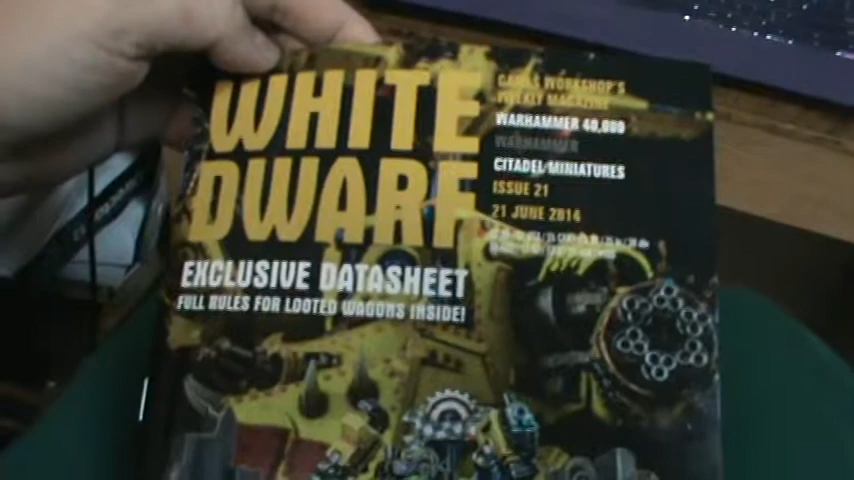 WHITE
DWARF
GAMES WORKSHOP'S
WEEKLY MAGAZINE
WARHAMMER 40,000
WARHAMMER
CITADEL MINIATURES
ISSUE 21
21 JUNE 2014
EXCLUSIVE DATASHEET
FULL RULES FOR LOOTED WAGONS INSIDE!